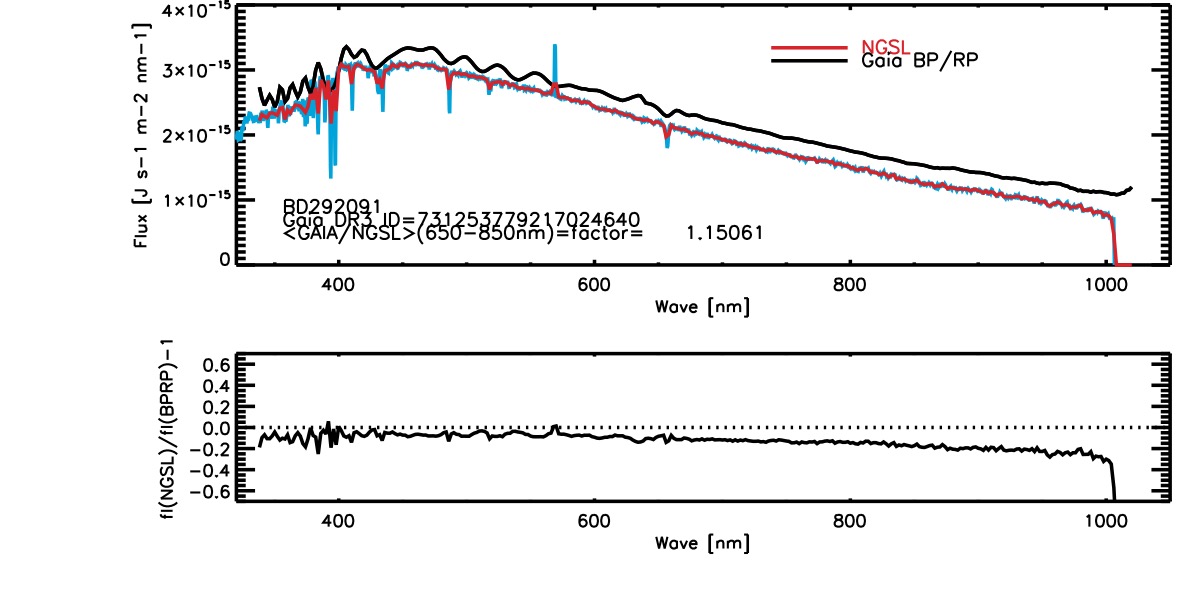 4×10⁻¹⁵
3×10⁻¹⁵
2×10⁻¹⁵
1×10⁻¹⁵
0
Flux [J s−1 m−2 nm−1]
NGSL
Gaia BP/RP
BD292091
Gaia DR3 ID=731253779217024640
<GAIA/NGSL>(650−850nm)=factor= 1.15061
400 600 800 1000
Wave [nm]
0.6
0.4
0.2
0.0
−0.2
−0.4
−0.6
fl(NGSL)/fl(BPRP)−1
400 600 800 1000
Wave [nm]